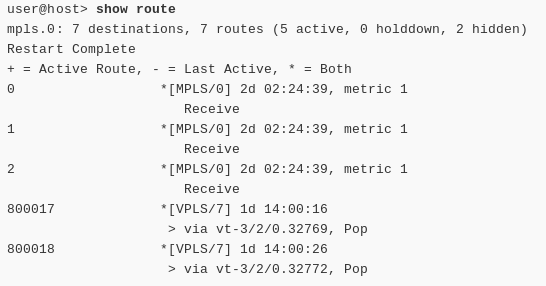 user@host> show route
mpls.0: 7 destinations, 7 routes (5 active, 0 holddown, 2 hidden)
Restart Complete
+ = Active Route, - = Last Active, * = Both
0                  *[MPLS/0] 2d 02:24:39, metric 1
                      Receive
1                  *[MPLS/0] 2d 02:24:39, metric 1
                      Receive
2                  *[MPLS/0] 2d 02:24:39, metric 1
                      Receive
800017             *[VPLS/7] 1d 14:00:16
                    > via vt-3/2/0.32769, Pop
800018             *[VPLS/7] 1d 14:00:26
                    > via vt-3/2/0.32772, Pop